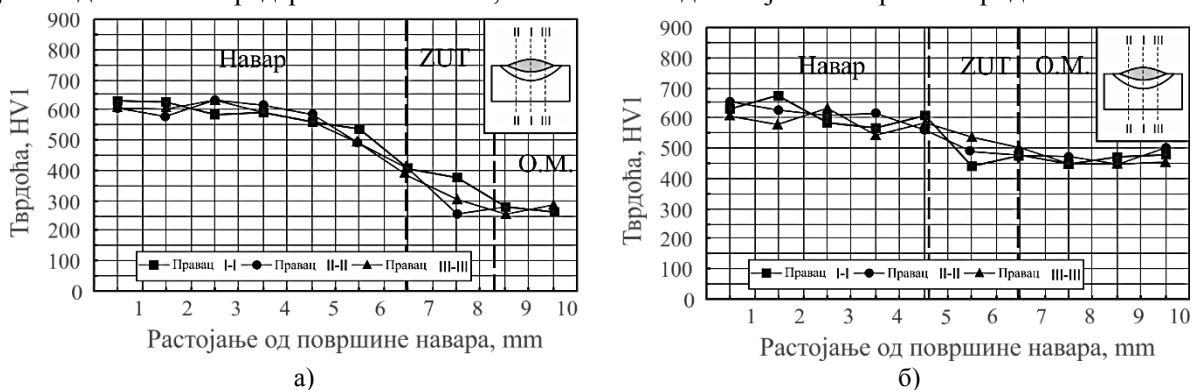 900
800
700
600
500
400
300
200
100
0
Тврдоћа, HV1
Навар
ZUT
О.М.
II I III
II I III
Правац I-I Правац II-II Правац III-III
1 2 3 4 5 6 7 8 9 10
Растојање од површине навара, mm
а)
900
800
700
600
500
400
300
200
100
0
Тврдоћа, HV1
Навар
ZUT
О.М.
II I III
II I III
Правац I-I Правац II-II Правац III-III
1 2 3 4 5 6 7 8 9 10
Растојање од површине навара, mm
б)